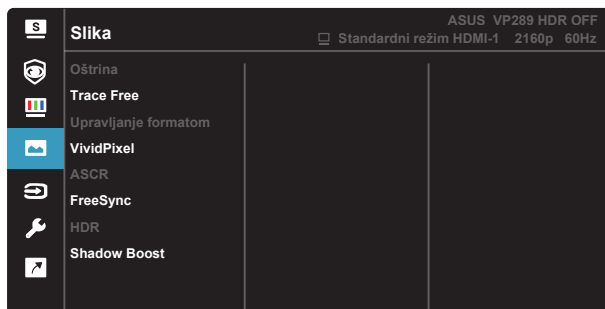 S
Slika
ASUS VP289 HDR OFF
Standardni režim HDMI-1 2160p 60Hz
Oštrina
Trace Free
Upravljanje formatom
VividPixel
ASCR
FreeSync
HDR
Shadow Boost